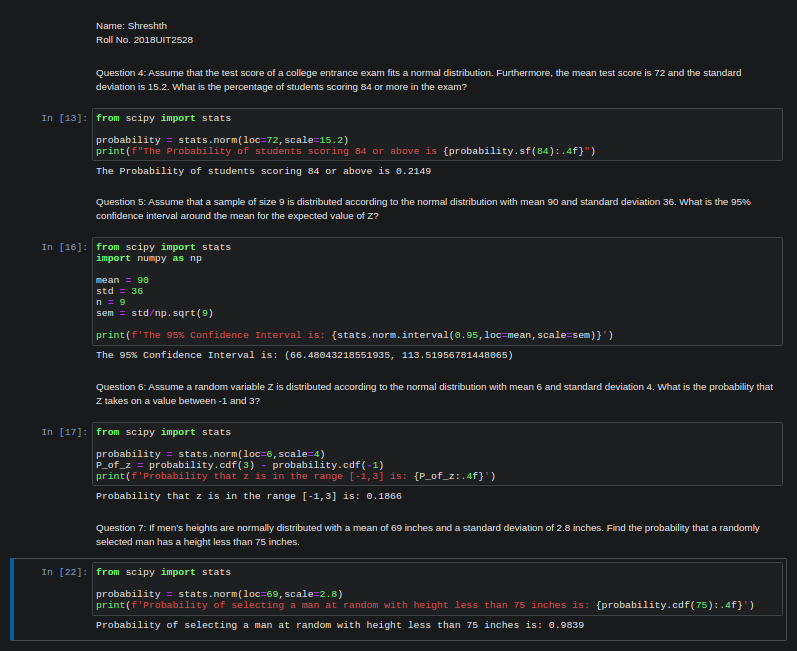 Name: Shreshth
Roll No. 2018UIT2528
Question 4: Assume that the test score of a college entrance exam fits a normal distribution. Furthermore, the mean test score is 72 and the standard
deviation is 15.2. What is the percentage of students scoring 84 or more in the exam?
In [13]:
from scipy import stats
probability = stats.norm(loc=72,scale=15.2)
print(f"The Probability of students scoring 84 or above is {probability.sf(84):.4f}")
The Probability of students scoring 84 or above is 0.2149
Question 5: Assume that a sample of size 9 is distributed according to the normal distribution with mean 90 and standard deviation 36. What is the 95%
confidence interval around the mean for the expected value of Z?
In [16]:
from scipy import stats
import numpy as np
mean = 90
std = 36
n = 9
sem = std/np.sqrt(9)
print(f'The 95% Confidence Interval is: {stats.norm.interval(0.95,loc=mean,scale=sem)}')
The 95% Confidence Interval is: (66.48043218551935, 113.51956781448065)
Question 6: Assume a random variable Z is distributed according to the normal distribution with mean 6 and standard deviation 4. What is the probability that
Z takes on a value between -1 and 3?
In [17]:
from scipy import stats
probability = stats.norm(loc=6,scale=4)
P_of_z = probability.cdf(3) - probability.cdf(-1)
print(f'Probability that z is in the range [-1,3] is: {P_of_z:.4f}')
Probability that z is in the range [-1,3] is: 0.1866
Question 7: If men's heights are normally distributed with a mean of 69 inches and a standard deviation of 2.8 inches. Find the probability that a randomly
selected man has a height less than 75 inches.
In [22]:
from scipy import stats
probability = stats.norm(loc=69,scale=2.8)
print(f'Probability of selecting a man at random with height less than 75 inches is: {probability.cdf(75):.4f}')
Probability of selecting a man at random with height less than 75 inches is: 0.9839